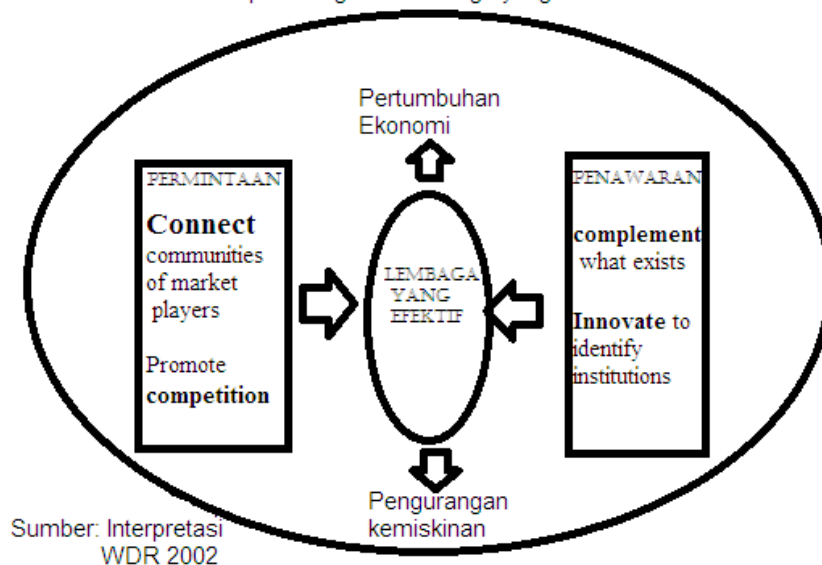 Pertumbuhan
Ekonomi
PERMINTAAN
Connect
communities
of market
players
Promote
competition
LEMBAGA
YANG
EFEKTIF
PENAWARAN
complement
what exists
Innovate to
identify
institutions
Pengurangan
kemiskinan
Sumber: Interpretasi
WDR 2002